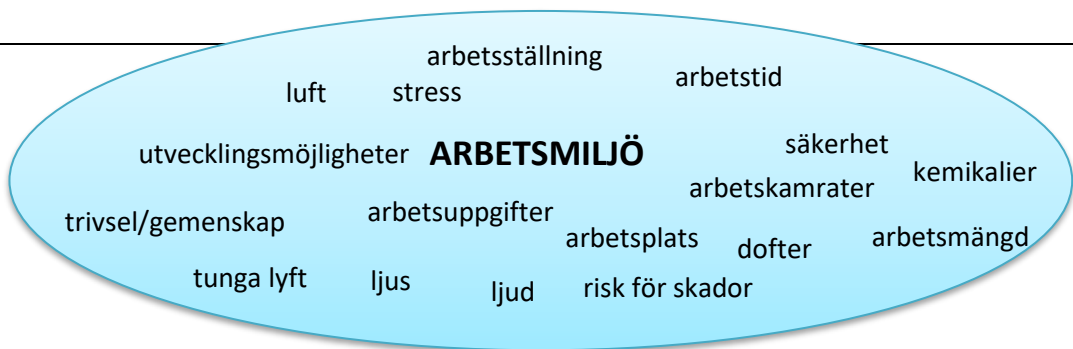 arbetsställning
luft stress arbetstid
utvecklingsmöjligheter ARBETSMILJÖ säkerhet
kemikalier
arbetskamrater
trivsel/gemenskap arbetsuppgifter
arbetsplats dofter arbetsmängd
tunga lyft ljus ljud risk för skador